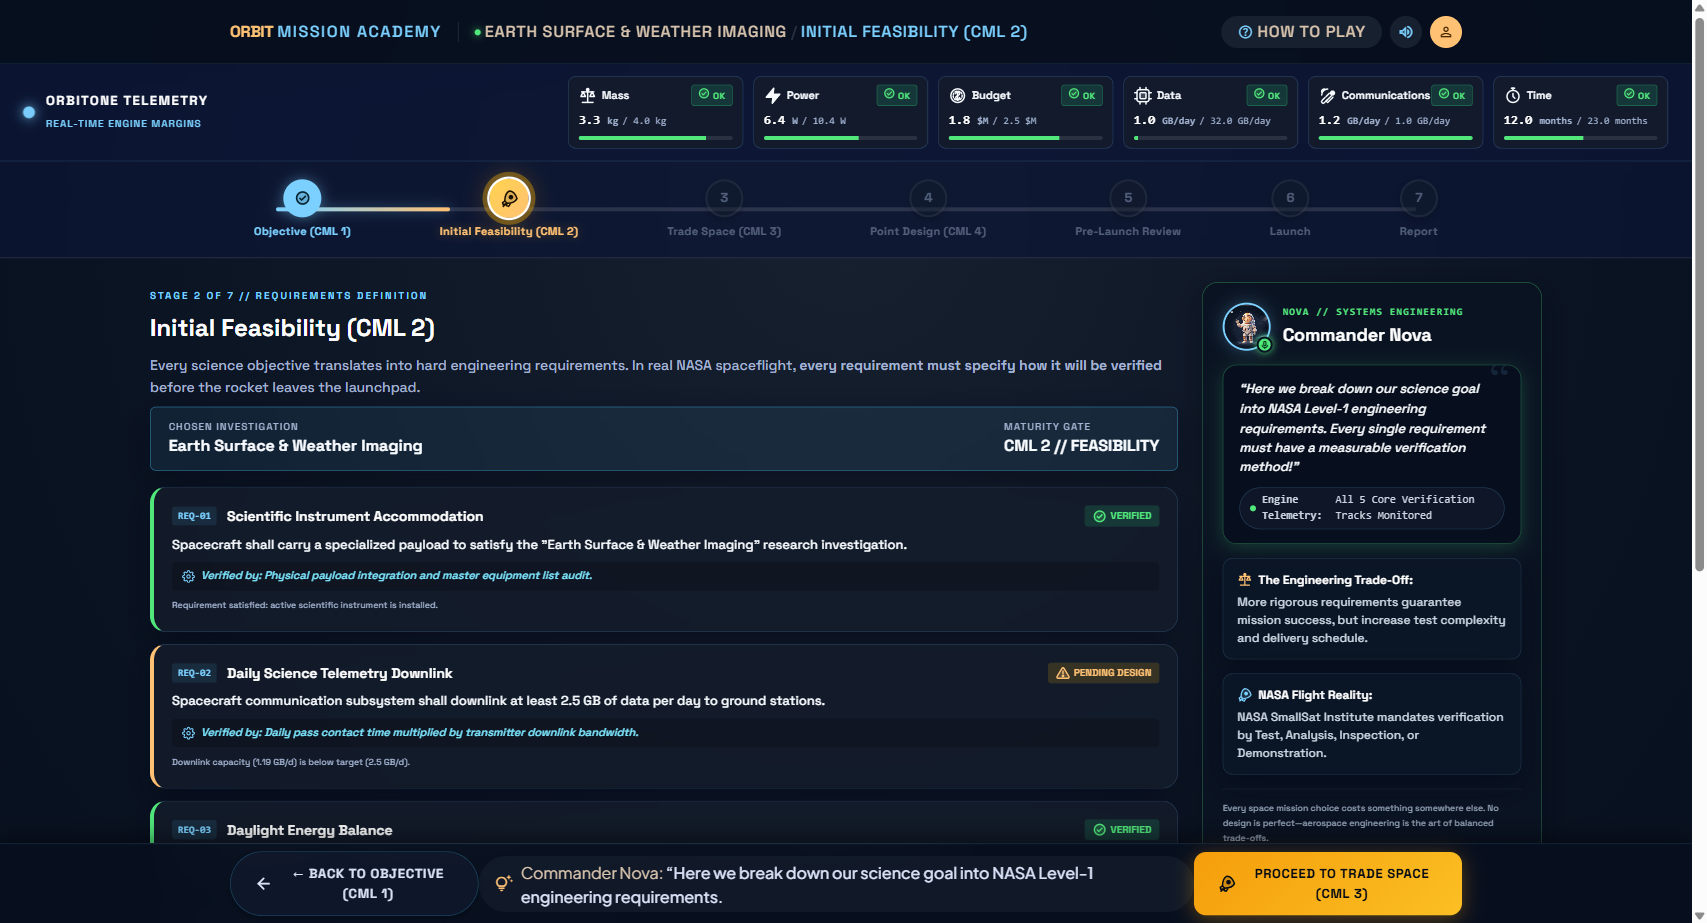 ORBIT MISSION ACADEMY
EARTH SURFACE & WEATHER IMAGING / INITIAL FEASIBILITY (CML 2)
HOW TO PLAY
ORBITONE TELEMETRY
REAL-TIME ENGINE MARGINS
Mass OK
3.3 kg / 4.0 kg
Power OK
6.4 W / 10.4 W
Budget OK
1.8 $M / 2.5 $M
Data OK
1.0 GB/day / 32.0 GB/day
Communications OK
1.2 GB/day / 1.0 GB/day
Time OK
12.0 months / 23.0 months
3
4
5
6
7
Objective (CML 1)
Initial Feasibility (CML 2)
Trade Space (CML 3)
Point Design (CML 4)
Pre-Launch Review
Launch
Report
STAGE 2 OF 7 // REQUIREMENTS DEFINITION
Initial Feasibility (CML 2)
Every science objective translates into hard engineering requirements. In real NASA spaceflight, every requirement must specify how it will be verified
before the rocket leaves the launchpad.
CHOSEN INVESTIGATION
Earth Surface & Weather Imaging
MATURITY GATE
CML 2 // FEASIBILITY
REQ-01 Scientific Instrument Accommodation
VERIFIED
Spacecraft shall carry a specialized payload to satisfy the "Earth Surface & Weather Imaging" research investigation.
Verified by: Physical payload integration and master equipment list audit.
Requirement satisfied: active scientific instrument is installed.
REQ-02 Daily Science Telemetry Downlink
PENDING DESIGN
Spacecraft communication subsystem shall downlink at least 2.5 GB of data per day to ground stations.
Verified by: Daily pass contact time multiplied by transmitter downlink bandwidth.
Downlink capacity (1.19 GB/d) is below target (2.5 GB/d).
REQ-03 Daylight Energy Balance
VERIFIED
NOVA // SYSTEMS ENGINEERING
Commander Nova
"Here we break down our science goal
into NASA Level-1 engineering
requirements. Every single requirement
must have a measurable verification
method!"
Engine Telemetry:
All 5 Core Verification Tracks Monitored
The Engineering Trade-Off:
More rigorous requirements guarantee
mission success, but increase test complexity
and delivery schedule.
NASA Flight Reality:
NASA SmallSat Institute mandates verification
by Test, Analysis, Inspection, or
Demonstration.
Every space mission choice costs something somewhere else. No
design is perfect—aerospace engineering is the art of balanced
trade-offs.
← BACK TO OBJECTIVE
(CML 1)
Commander Nova: "Here we break down our science goal into NASA Level-1
engineering requirements.
PROCEED TO TRADE SPACE
(CML 3)